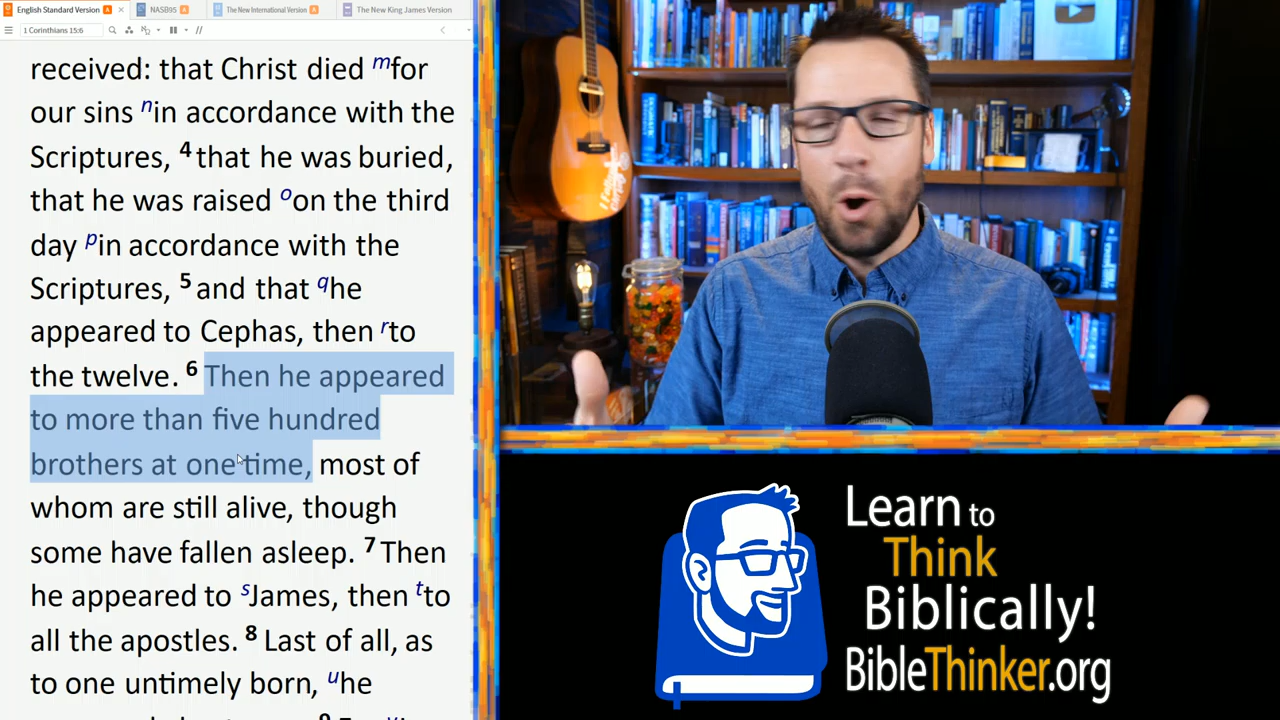 English Standard Version A
NASB95 A
The New International Version A
The New King James Version
1 Corinthians 15:6
received: that Christ died mfor
our sins nin accordance with the
Scriptures, 4 that he was buried,
that he was raised oon the third
day pin accordance with the
Scriptures, 5 and that qhe
appeared to Cephas, then rto
the twelve. 6 Then he appeared
to more than five hundred
brothers at one time, most of
whom are still alive, though
some have fallen asleep. 7 Then
he appeared to sJames, then tto
all the apostles. 8 Last of all, as
to one untimely born, uhe
Learn to
Think
Biblically!
BibleThinker.org